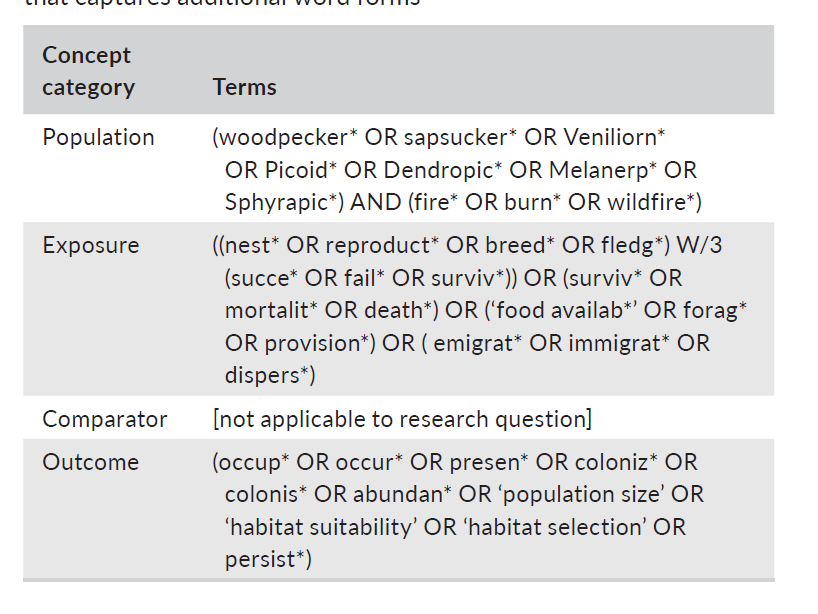 that captures additional word forms
Concept
category Terms
Population (woodpecker* OR sapsucker* OR Veniliorn*
OR Picoid* OR Dendropic* OR Melanerp* OR
Sphyrapic*) AND (fire* OR burn* OR wildfire*)
Exposure ((nest* OR reproduct* OR breed* OR fledg*) W/3
(succe* OR fail* OR surviv*)) OR (surviv* OR
mortalit* OR death*) OR (‘food availab*’ OR forag*
OR provision*) OR ( emigrat* OR immigrat* OR
dispers*)
Comparator [not applicable to research question]
Outcome (occup* OR occur* OR presen* OR coloniz* OR
colonis* OR abundan* OR ‘population size’ OR
‘habitat suitability’ OR ‘habitat selection’ OR
persist*)